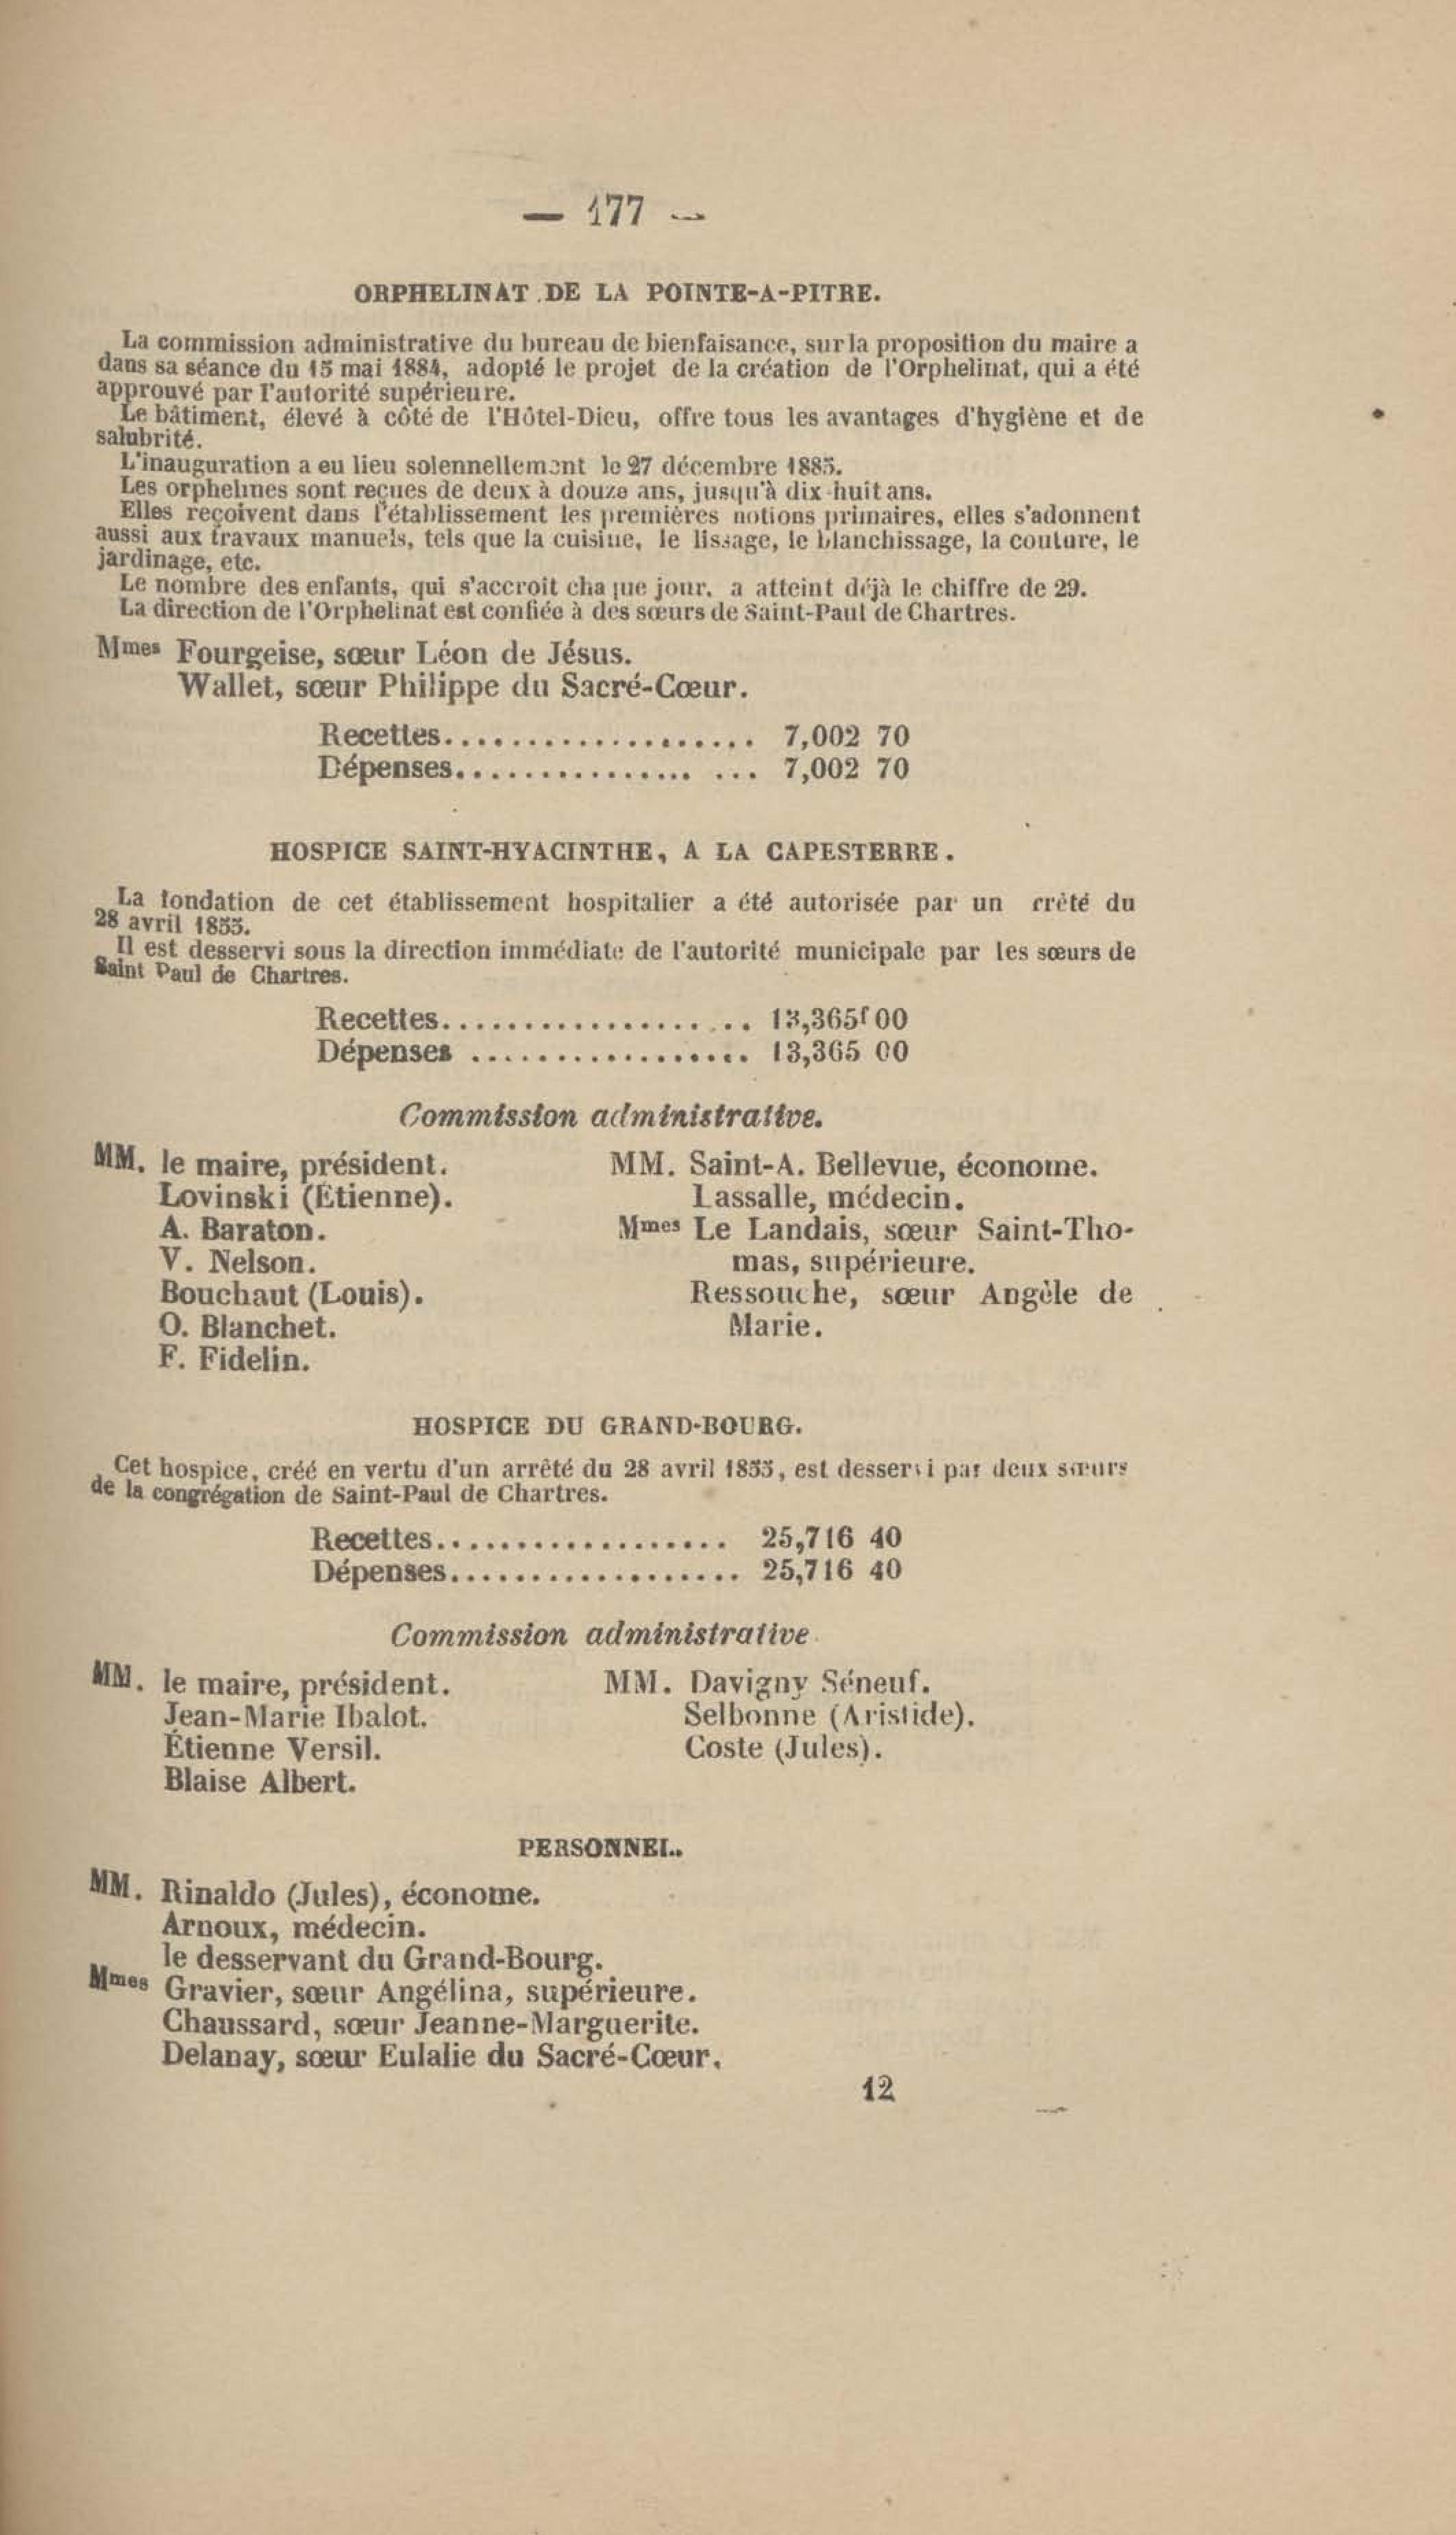 — 177 —
ORPHELINAT DE LA POINTE-A-PITRE.
La commission administrative du bureau de bienfaisance, sur la proposition du maire a
dans sa séance du 15 mai 1884, adopté le projet de la création de l'Orphelinat, qui a été
approuvé par l'autorité supérieure.
Le bâtiment, élevé à côté de l'Hôtel-Dieu, offre tous les avantages d'hygiène et de
salubrité.
L'inauguration a eu lieu solennellement le 27 décembre 1885.
Les orphelines sont reçues de deux à douze ans, jusqu'à dix-huit ans.
Elles reçoivent dans l'établissement les premières notions primaires, elles s'adonnent
aussi aux travaux manuels, tels que la cuisine, le lissage, le blanchissage, la couture, le
jardinage, etc.
Le nombre des enfants, qui s'accroît chaque jour, a atteint déjà le chiffre de 29.
La direction de l'Orphelinat est confiée à des sœurs de Saint-Paul de Chartres.
Mmes Fourgeise, sœur Léon de Jésus.
Wallet, sœur Philippe du Sacré-Cœur.
Recettes................... 7,002 70
Dépenses................... 7,002 70
HOSPICE SAINT-HYACINTHE, A LA CAPESTERRE.
La fondation de cet établissement hospitalier a été autorisée par un rrêté du
28 avril 1855.
Il est desservi sous la direction immédiate de l'autorité municipale par les sœurs de
Saint Paul de Chartres.
Recettes................... 13,365f 00
Dépenses ................. 13,365 00
Commission administrative.
MM. le maire, président. MM. Saint-A. Bellevue, économe.
Lovinski (Étienne). Lassalle, médecin.
A. Baraton. Mmes Le Landais, sœur Saint-Tho-
V. Nelson. mas, supérieure.
Bouchaut (Louis). Ressouche, sœur Angèle de
O. Blanchet. Marie.
F. Fidelin.
HOSPICE DU GRAND-BOURG.
Cet hospice, créé en vertu d'un arrêté du 28 avril 1855, est desservi par deux sœurs
de la congrégation de Saint-Paul de Chartres.
Recettes.................. 25,716 40
Dépenses.................. 25,716 40
Commission administrative.
MM. le maire, président. MM. Davigny Séneuf.
Jean-Marie Ibalot. Selbonne (Aristide).
Étienne Versil. Coste (Jules).
Blaise Albert.
PERSONNEL.
MM. Rinaldo (Jules), économe.
Arnoux, médecin.
le desservant du Grand-Bourg.
Mmes Gravier, sœur Angélina, supérieure.
Chaussard, sœur Jeanne-Marguerite.
Delanay, sœur Eulalie du Sacré-Cœur.
12